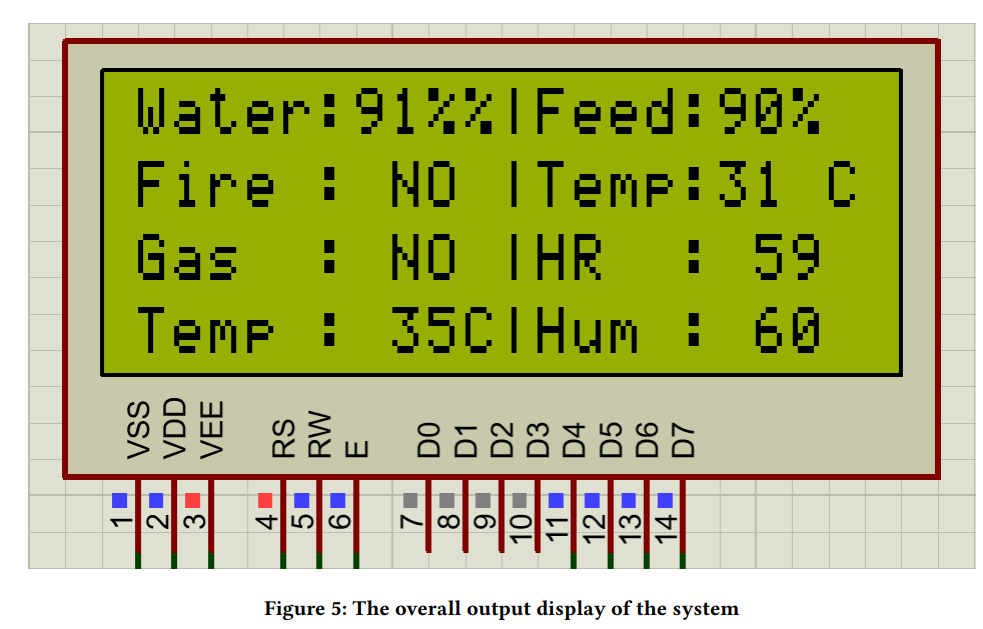 Water:91%%|Feed:90%
Fire : NO |Temp:31 C
Gas : NO |HR : 59
Temp : 35C|Hum : 60
VSS VDD VEE RS RW E D0 D1 D2 D3 D4 D5 D6 D7
1 2 3 4 5 6 7 8 9 10 11 12 13 14
Figure 5: The overall output display of the system